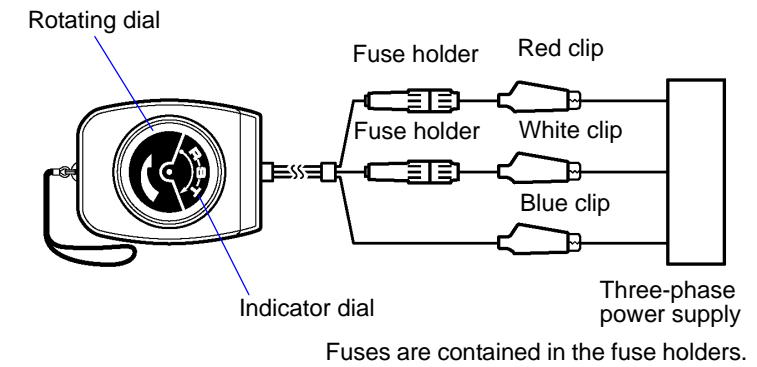 Rotating dial
Fuse holder
Red clip
Fuse holder
White clip
R-S-T
Blue clip
Indicator dial
Three-phase
power supply
Fuses are contained in the fuse holders.